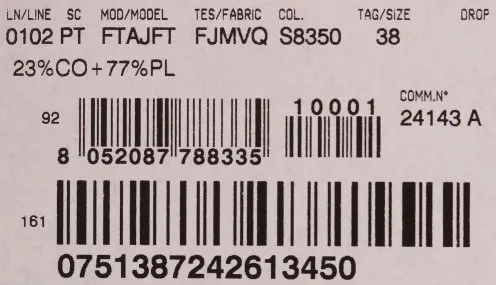 LN/LINE SC MOD/MODEL TES/FABRIC COL. TAG/SIZE DROP
0102 PT FTAJFT FJMVQ S8350 38
23%CO+77%PL
COMM.N°
10001
92 24143 A
8 052087 788335
161
0751387242613450